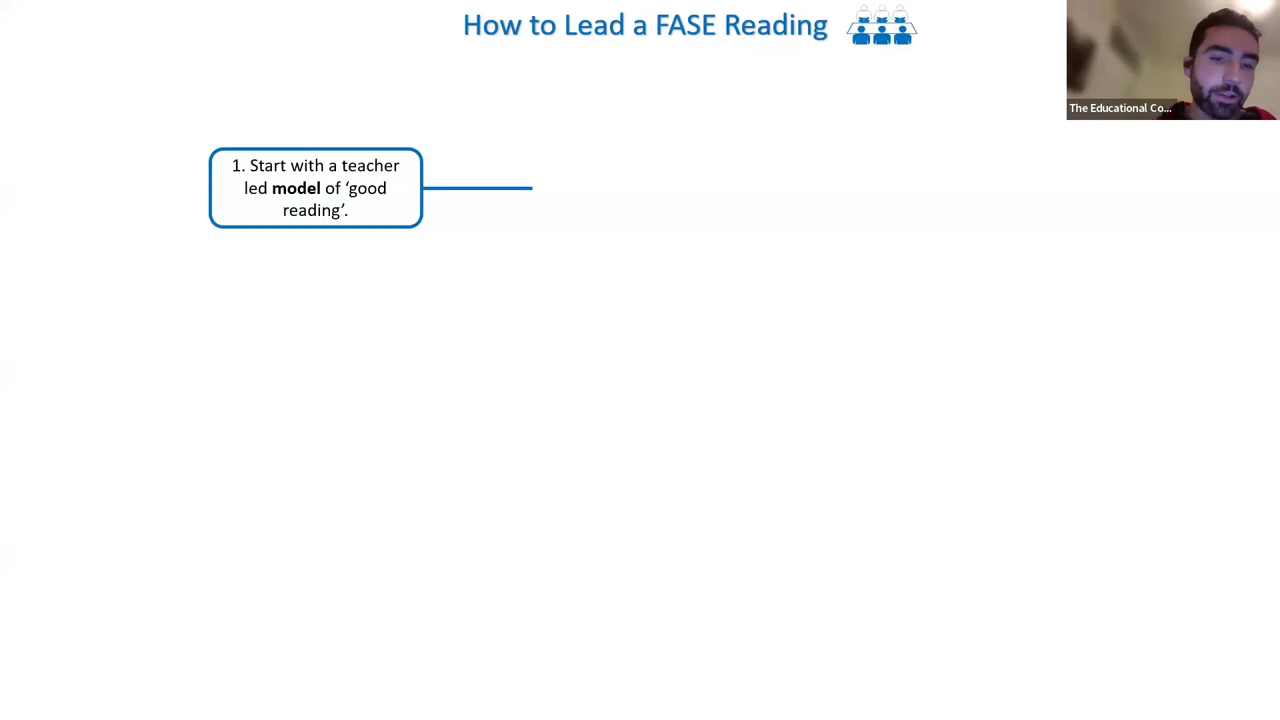 How to Lead a FASE Reading
The Educational Co...
1. Start with a teacher
led model of ‘good
reading’.